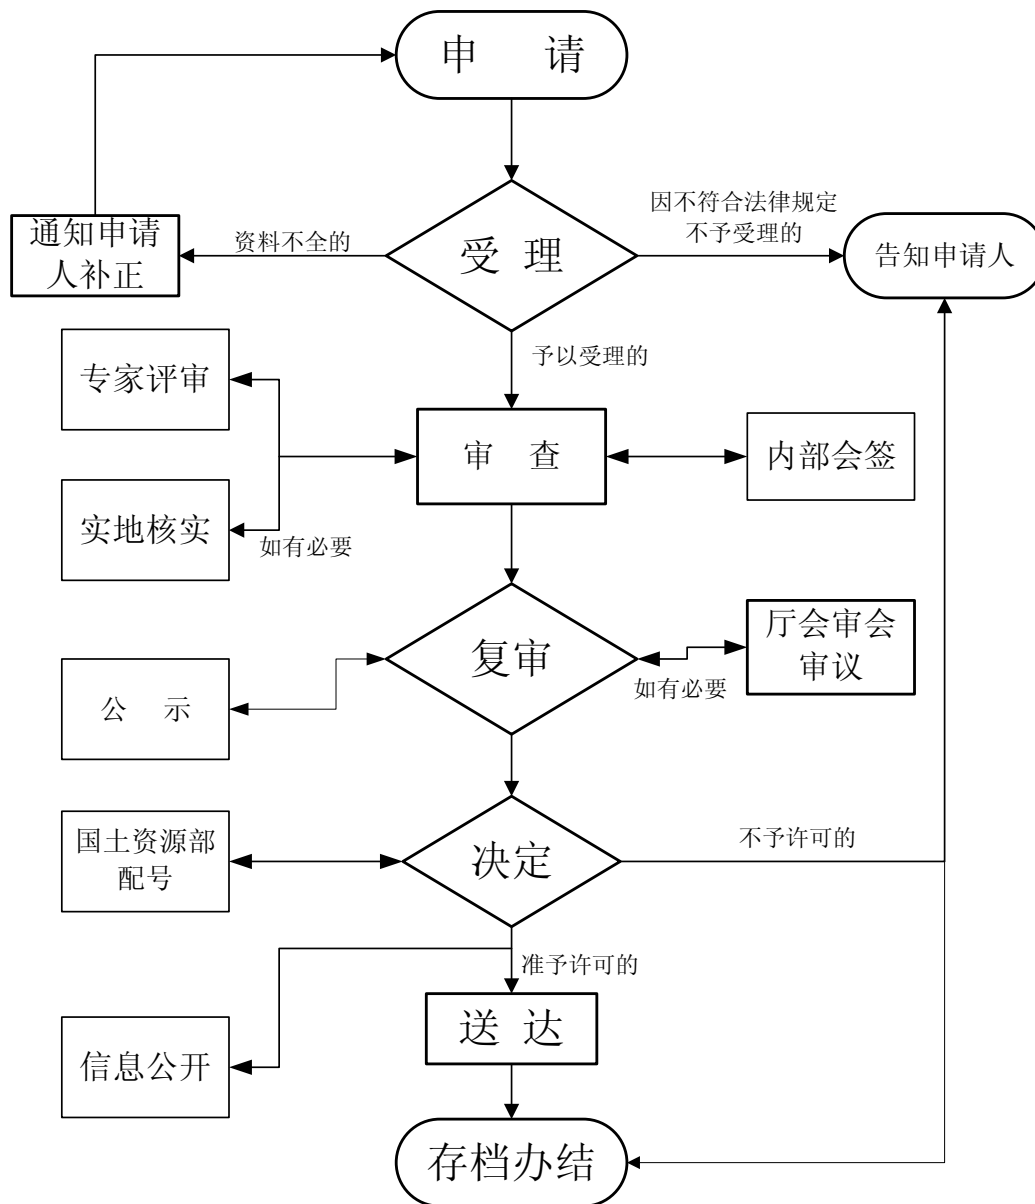 申 请
因不符合法律规定
不予受理的
通知申请
人补正
资料不全的
受 理
告知申请人
予以受理的
专家评审
审 查
内部会签
实地核实
如有必要
厅会审会
审议
复审
如有必要
公 示
国土资源部
配号
决定
不予许可的
准予许可的
送 达
信息公开
存档办结